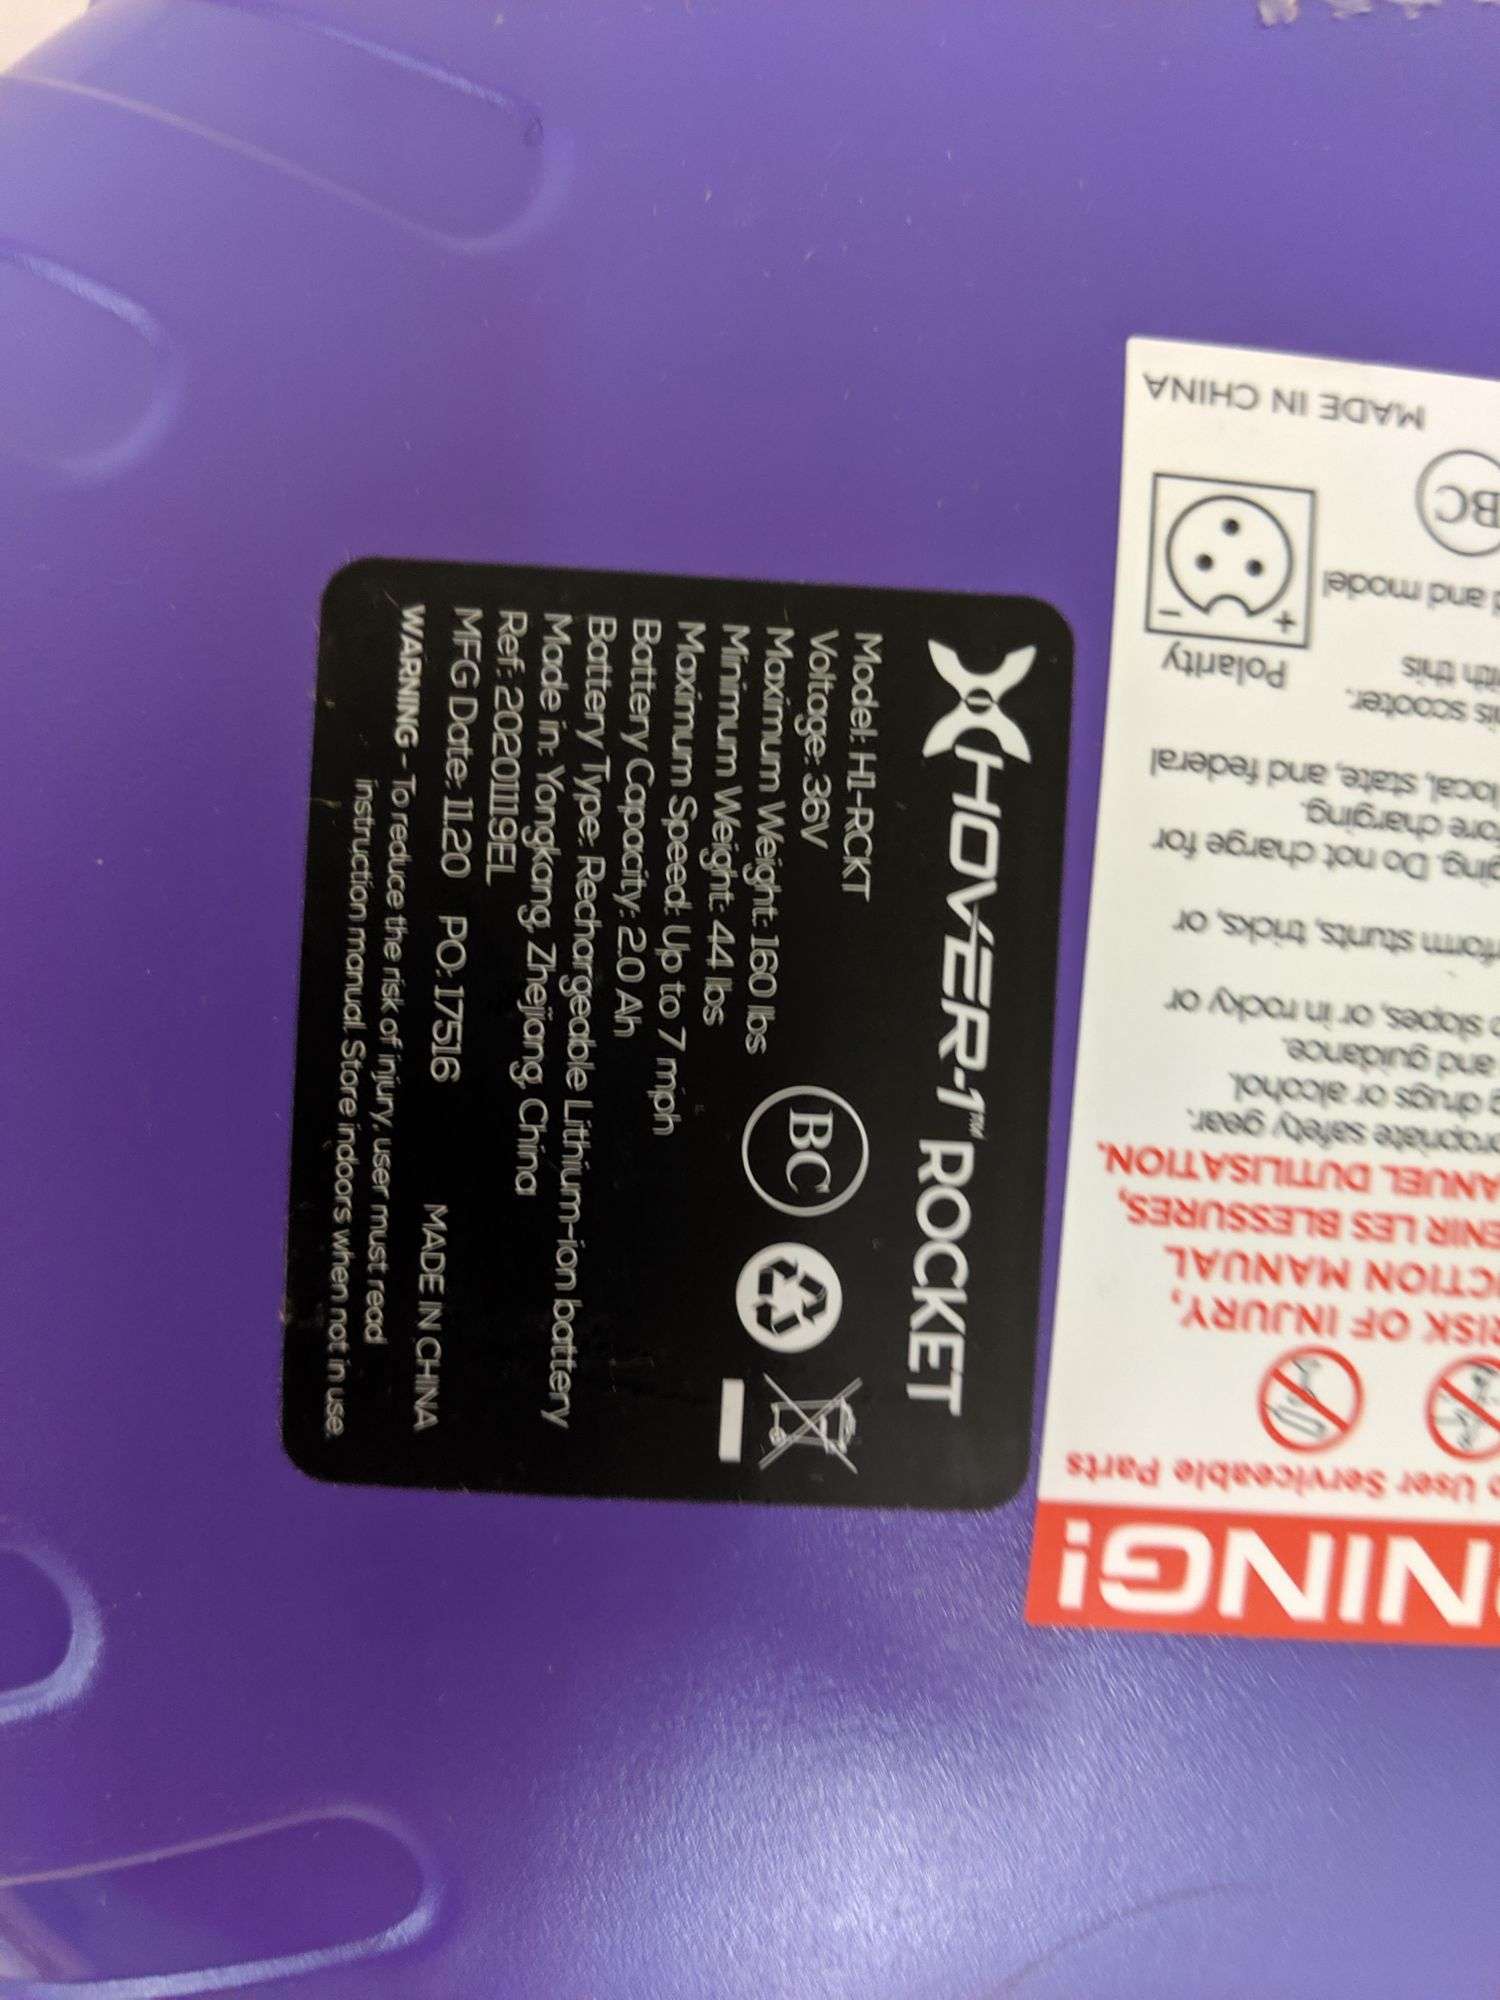 HOVER-1™ ROCKET
Model: H1-RCKT
Voltage: 36V
Maximum Weight: 160 lbs
Minimum Weight: 44 lbs
Maximum Speed: Up to 7 mph
Battery Capacity: 2.0 Ah
Battery Type: Rechargeable Lithium-ion battery
Made in: Yongkang, Zhejiang, China
Ref: 20201119EL
MFG Date: 11.20 PO: 17516 MADE IN CHINA
WARNING - To reduce the risk of injury, user must read
instruction manual. Store indoors when not in use.
BC
NING!
User Serviceable Parts
RISK OF INJURY,
CTION MANUAL
ENIR LES BLESSURES,
ANUEL DUTILISATION.
ropriate safety gear.
g drugs or alcohol.
and guidance.
o slopes, or in rocky or
form stunts, tricks, or
ging. Do not charge for
ore charging.
local, state, and federal
is scooter.
ith this
Polarity
- +
d and model
BC
MADE IN CHINA